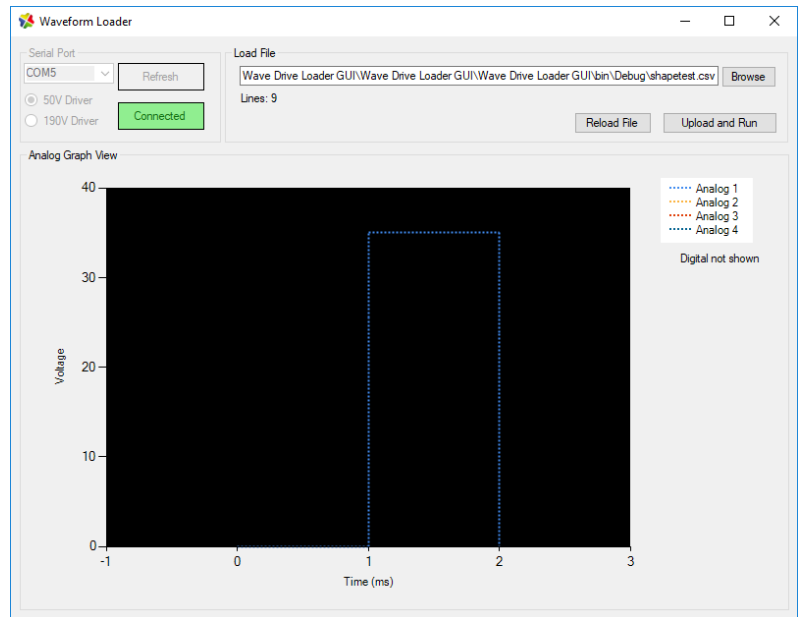 Waveform Loader
Serial Port
COM5
Refresh
50V Driver
190V Driver
Connected
Load File
Wave Drive Loader GUI\Wave Drive Loader GUI\Wave Drive Loader GUI\bin\Debug\shapetest.csv
Browse
Lines: 9
Reload File
Upload and Run
Analog Graph View
40
30
20
10
0
Voltage
-1
0
1
2
3
Time (ms)
Analog 1
Analog 2
Analog 3
Analog 4
Digital not shown